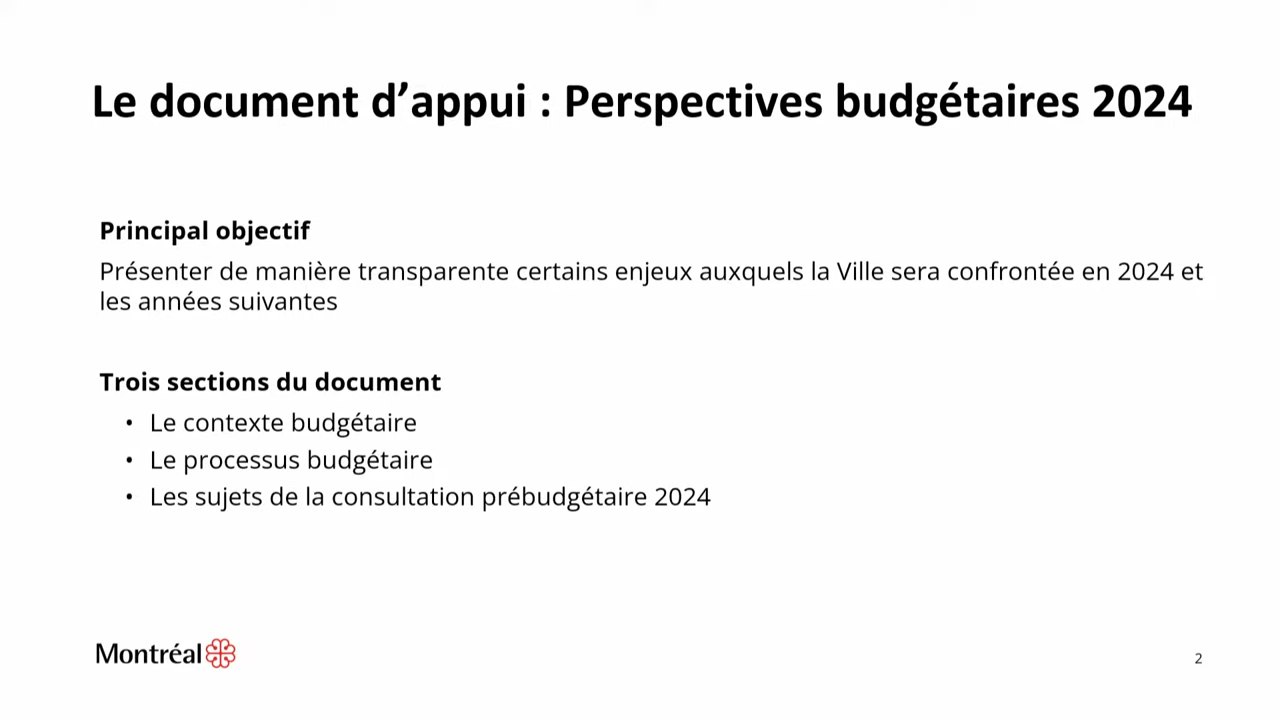 Le document d’appui : Perspectives budgétaires 2024
Principal objectif
Présenter de manière transparente certains enjeux auxquels la Ville sera confrontée en 2024 et
les années suivantes
Trois sections du document
• Le contexte budgétaire
• Le processus budgétaire
• Les sujets de la consultation prébudgétaire 2024
Montréal
2